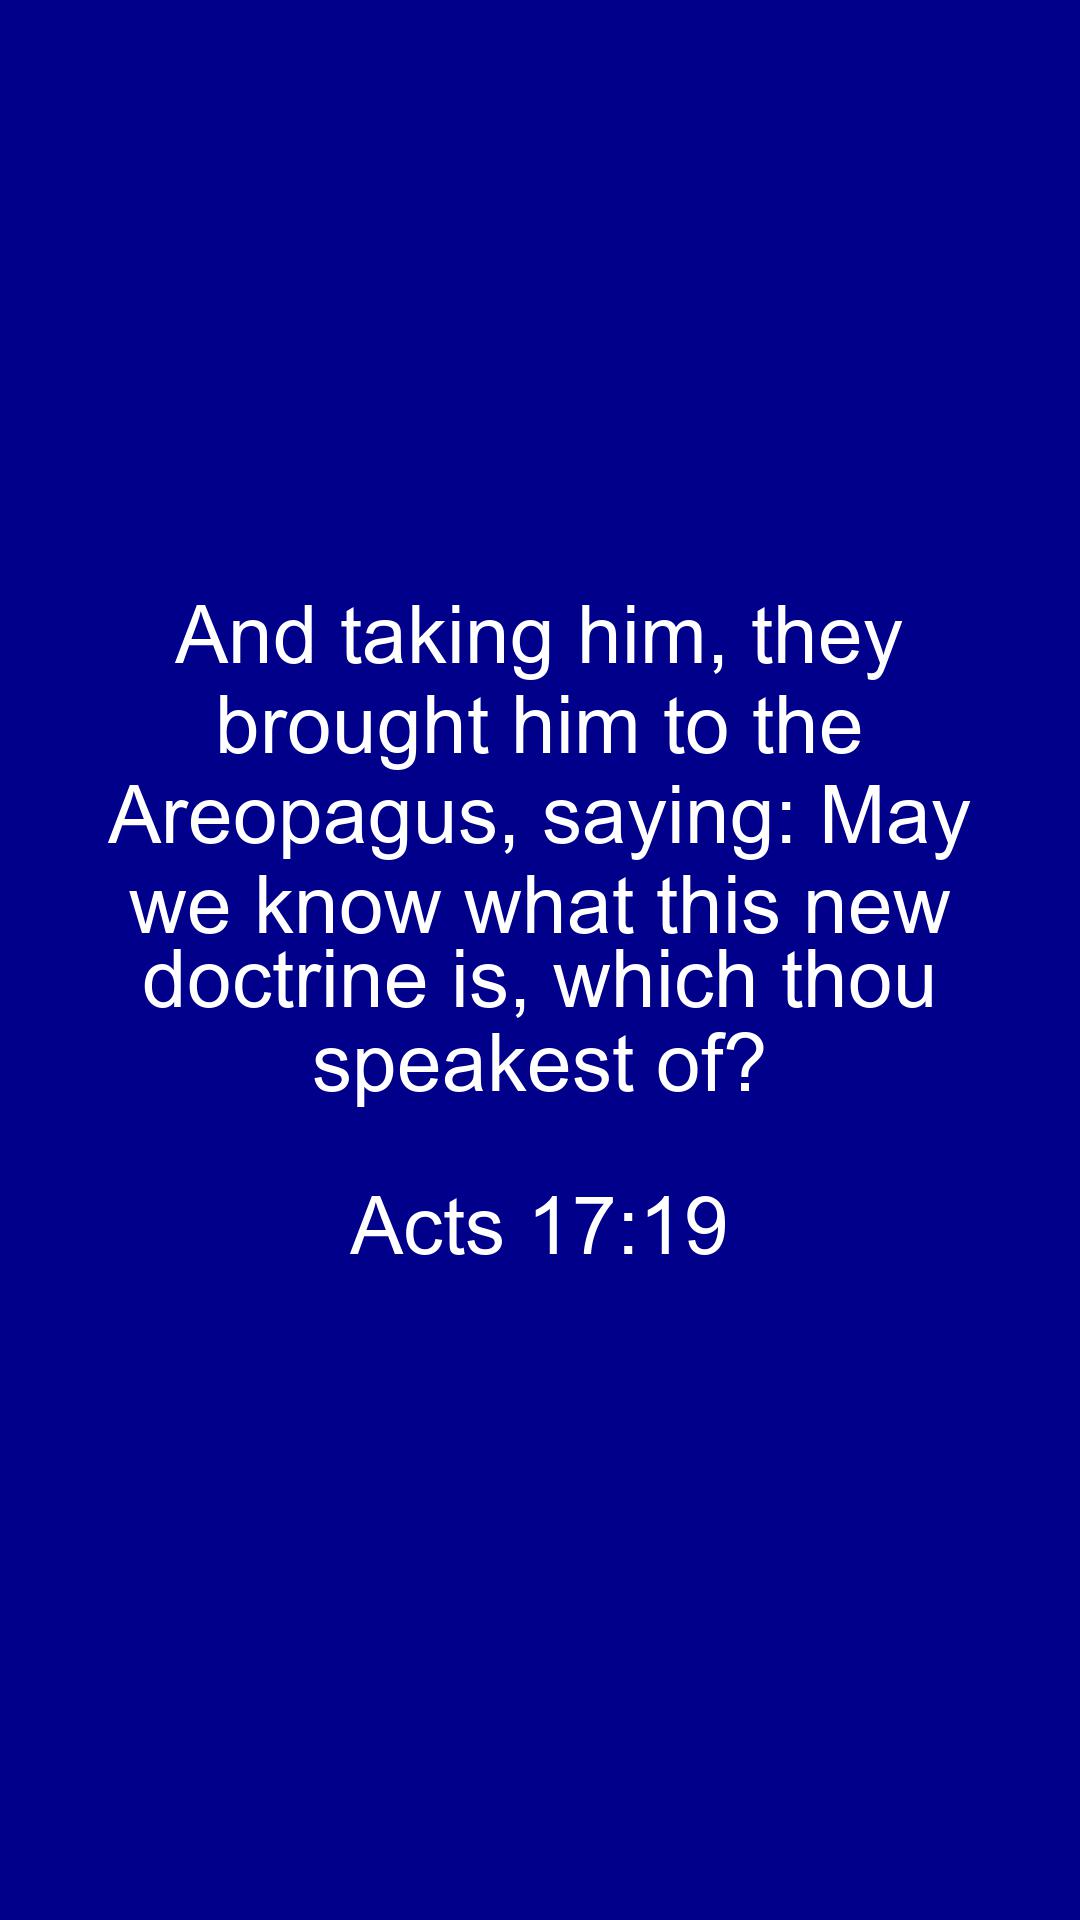 And taking him, they
brought him to the
Areopagus, saying: May
we know what this new
doctrine is, which thou
speakest of?
Acts 17:19